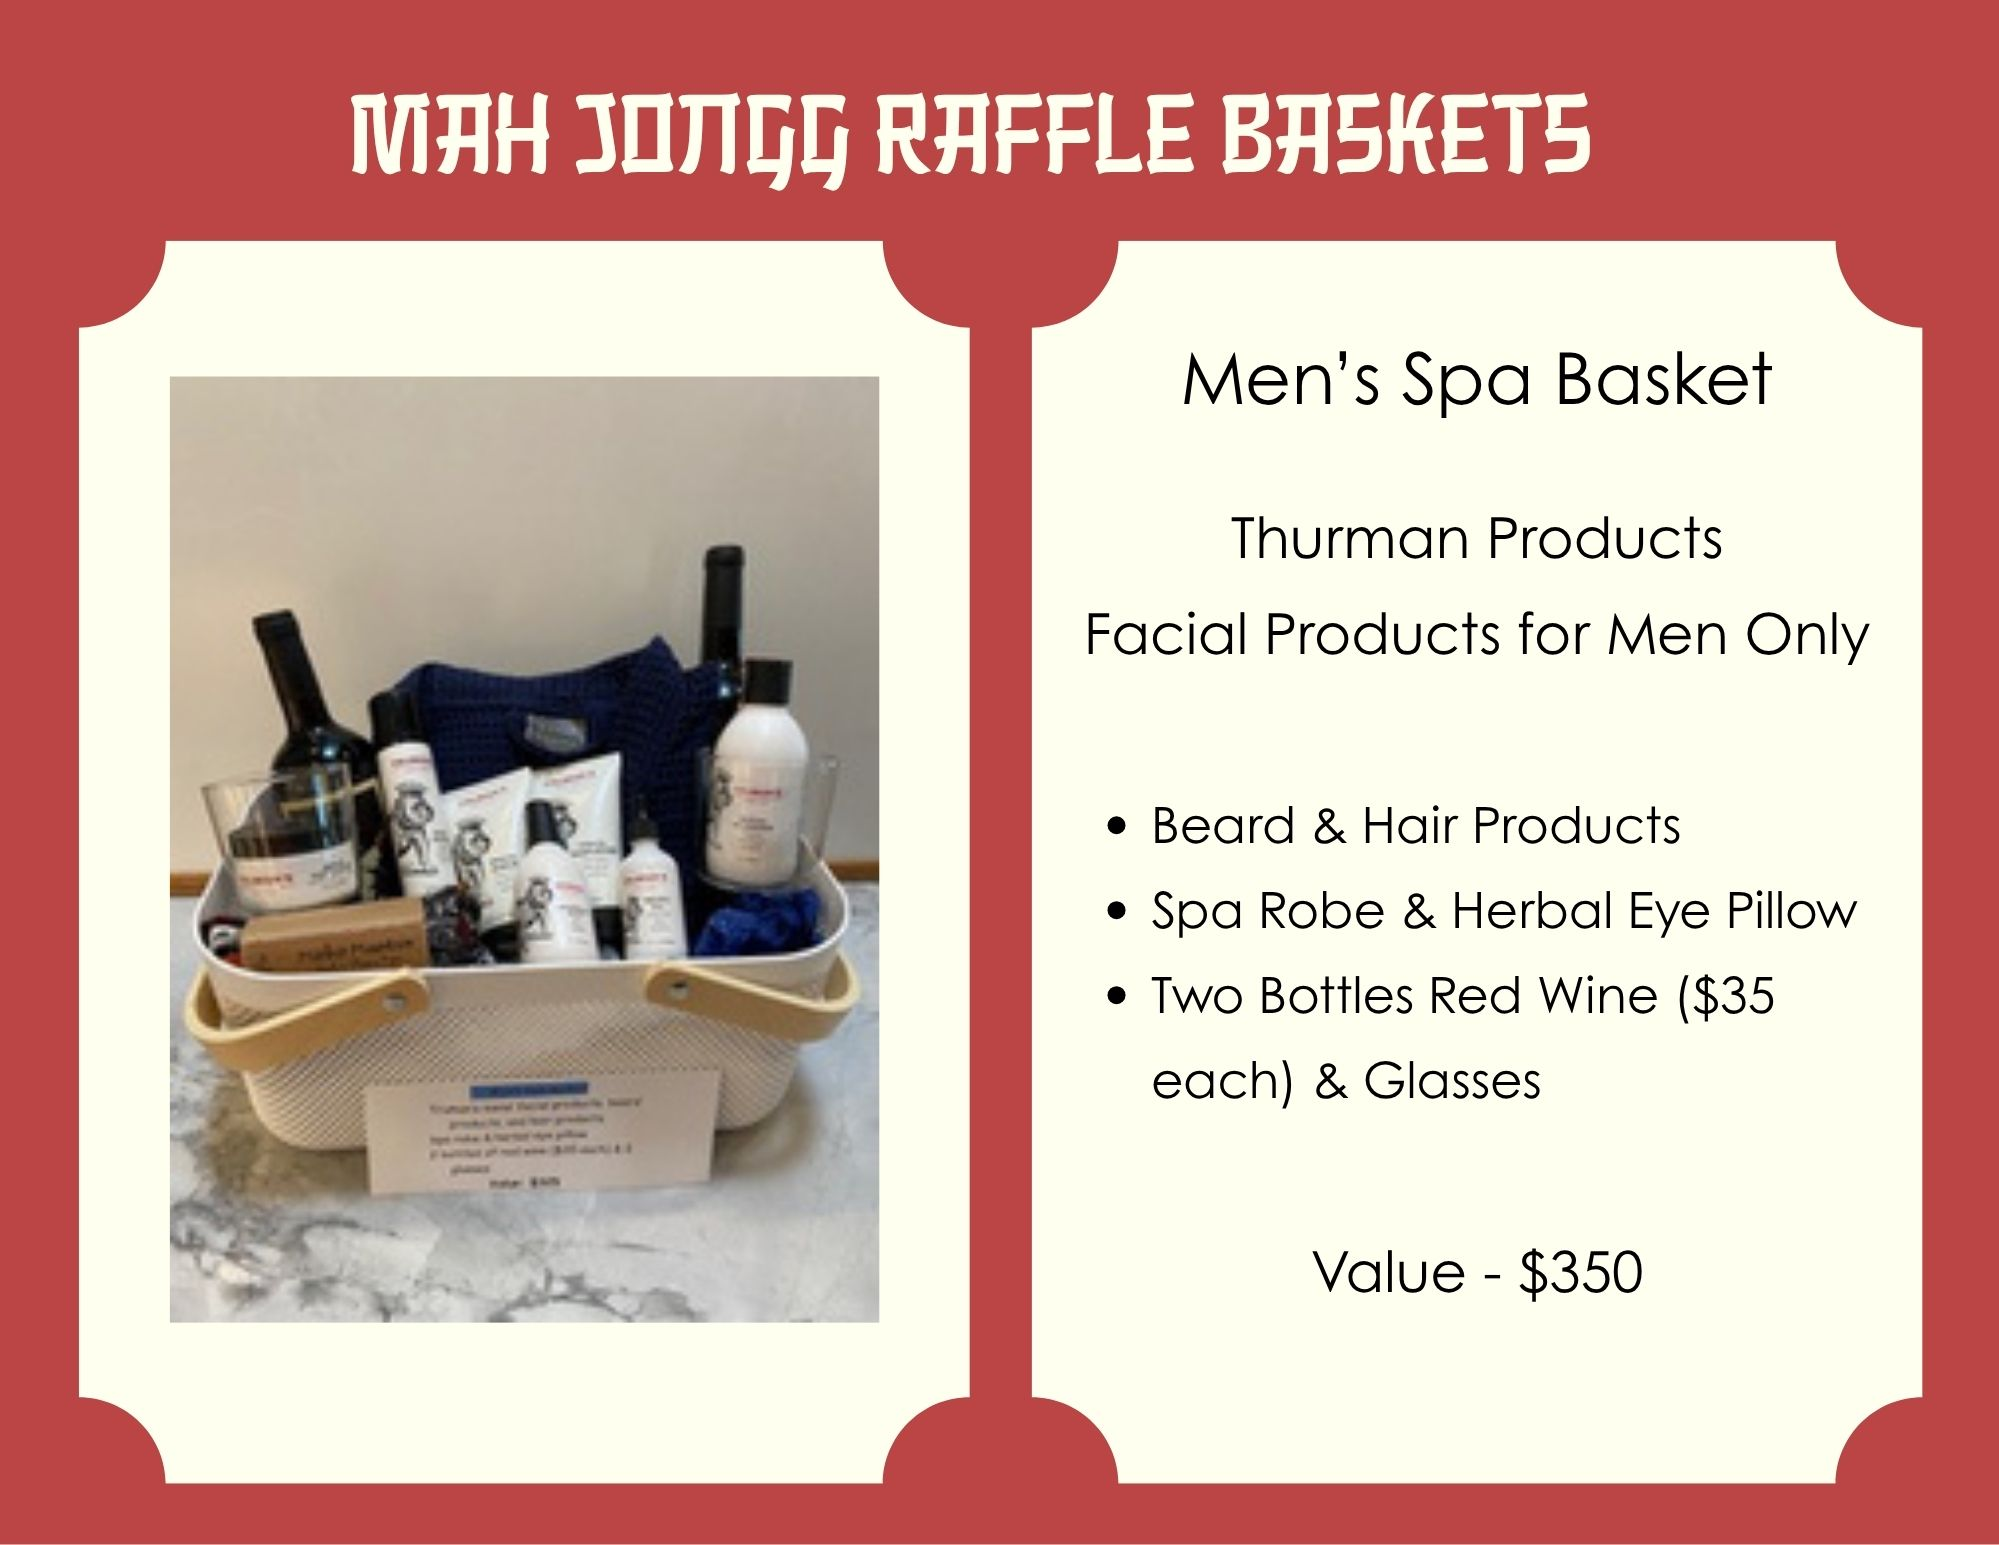 MAH JONGG RAFFLE BASKETS
Men's Spa Basket
Thurman Products
Facial Products for Men Only
• Beard & Hair Products
• Spa Robe & Herbal Eye Pillow
• Two Bottles Red Wine ($35
each) & Glasses
Value - $350